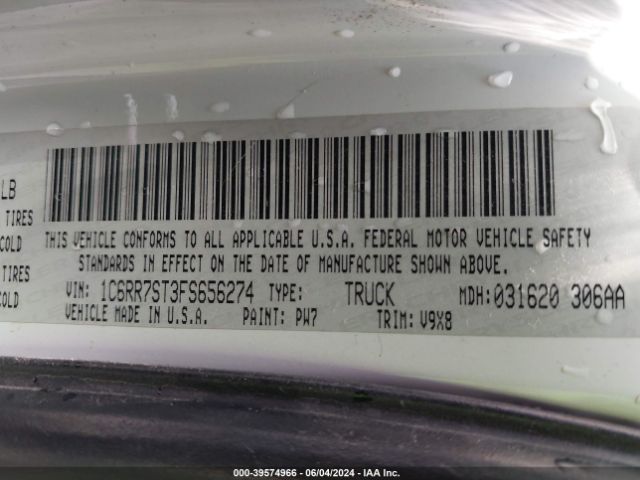 LB
TIRES
COLD
TIRES
COLD
THIS VEHICLE CONFORMS TO ALL APPLICABLE U.S.A. FEDERAL MOTOR VEHICLE SAFETY
STANDARDS IN EFFECT ON THE DATE OF MANUFACTURE SHOWN ABOVE.
VIN: 1C6RR7ST3FS656274 TYPE: TRUCK MDH: 031620 306AA
VEHICLE MADE IN U.S.A. PAINT: PW7 TRIM: V9X8
000-39574966 - 06/04/2024 - IAA Inc.